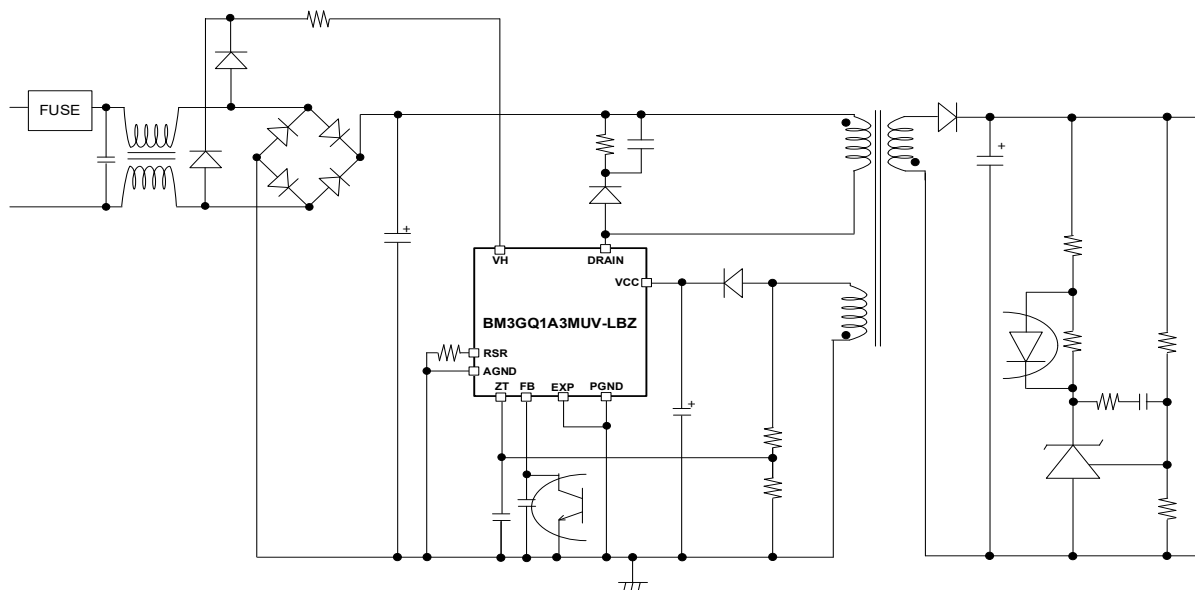 FUSE
VH
DRAIN
VCC
BM3GQ1A3MUV-LBZ
RSR
AGND
ZT
FB
EXP
PGND
+
+
+